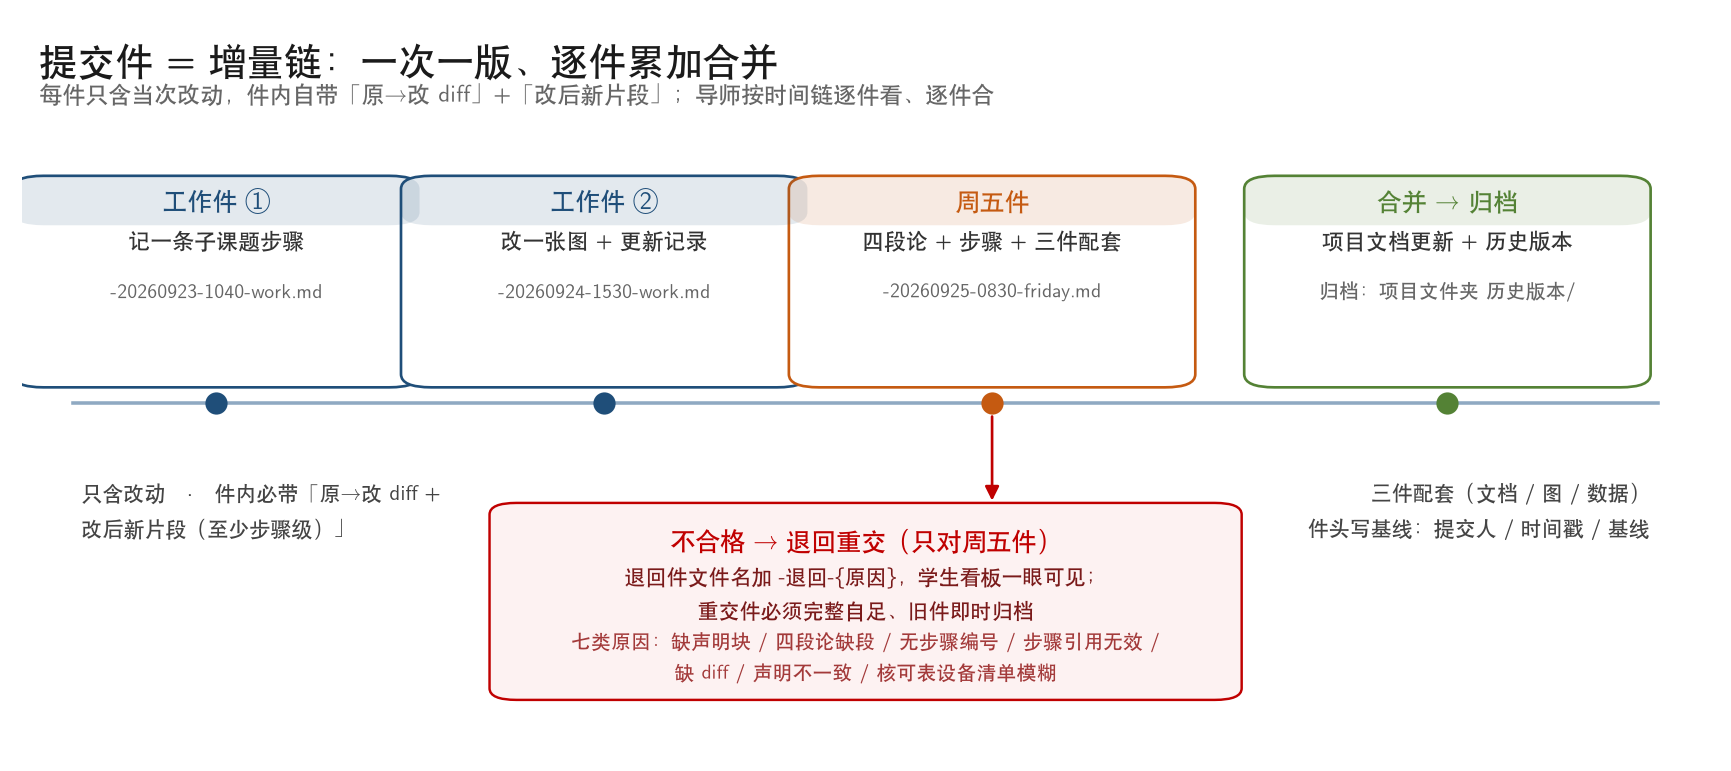 提交件 = 增量链：一次一版、逐件累加合并
每件只含当次改动，件内自带「原→改 diff」+「改后新片段」；导师按时间链逐件看、逐件合
工作件 ①
记一条子课题步骤
-20260923-1040-work.md
工作件 ②
改一张图 + 更新记录
-20260924-1530-work.md
周五件
四段论 + 步骤 + 三件配套
-20260925-0830-friday.md
合并 → 归档
项目文档更新 + 历史版本
归档：项目文件夹 历史版本/
只含改动 · 件内必带「原→改 diff +
改后新片段（至少步骤级）」
不合格 → 退回重交（只对周五件）
退回件文件名加 -退回-{原因}，学生看板一眼可见；
重交件必须完整自足、旧件即时归档
七类原因：缺声明块 / 四段论缺段 / 无步骤编号 / 步骤引用无效 /
缺 diff / 声明不一致 / 核可表设备清单模糊
三件配套（文档 / 图 / 数据）
件头写基线：提交人 / 时间戳 / 基线